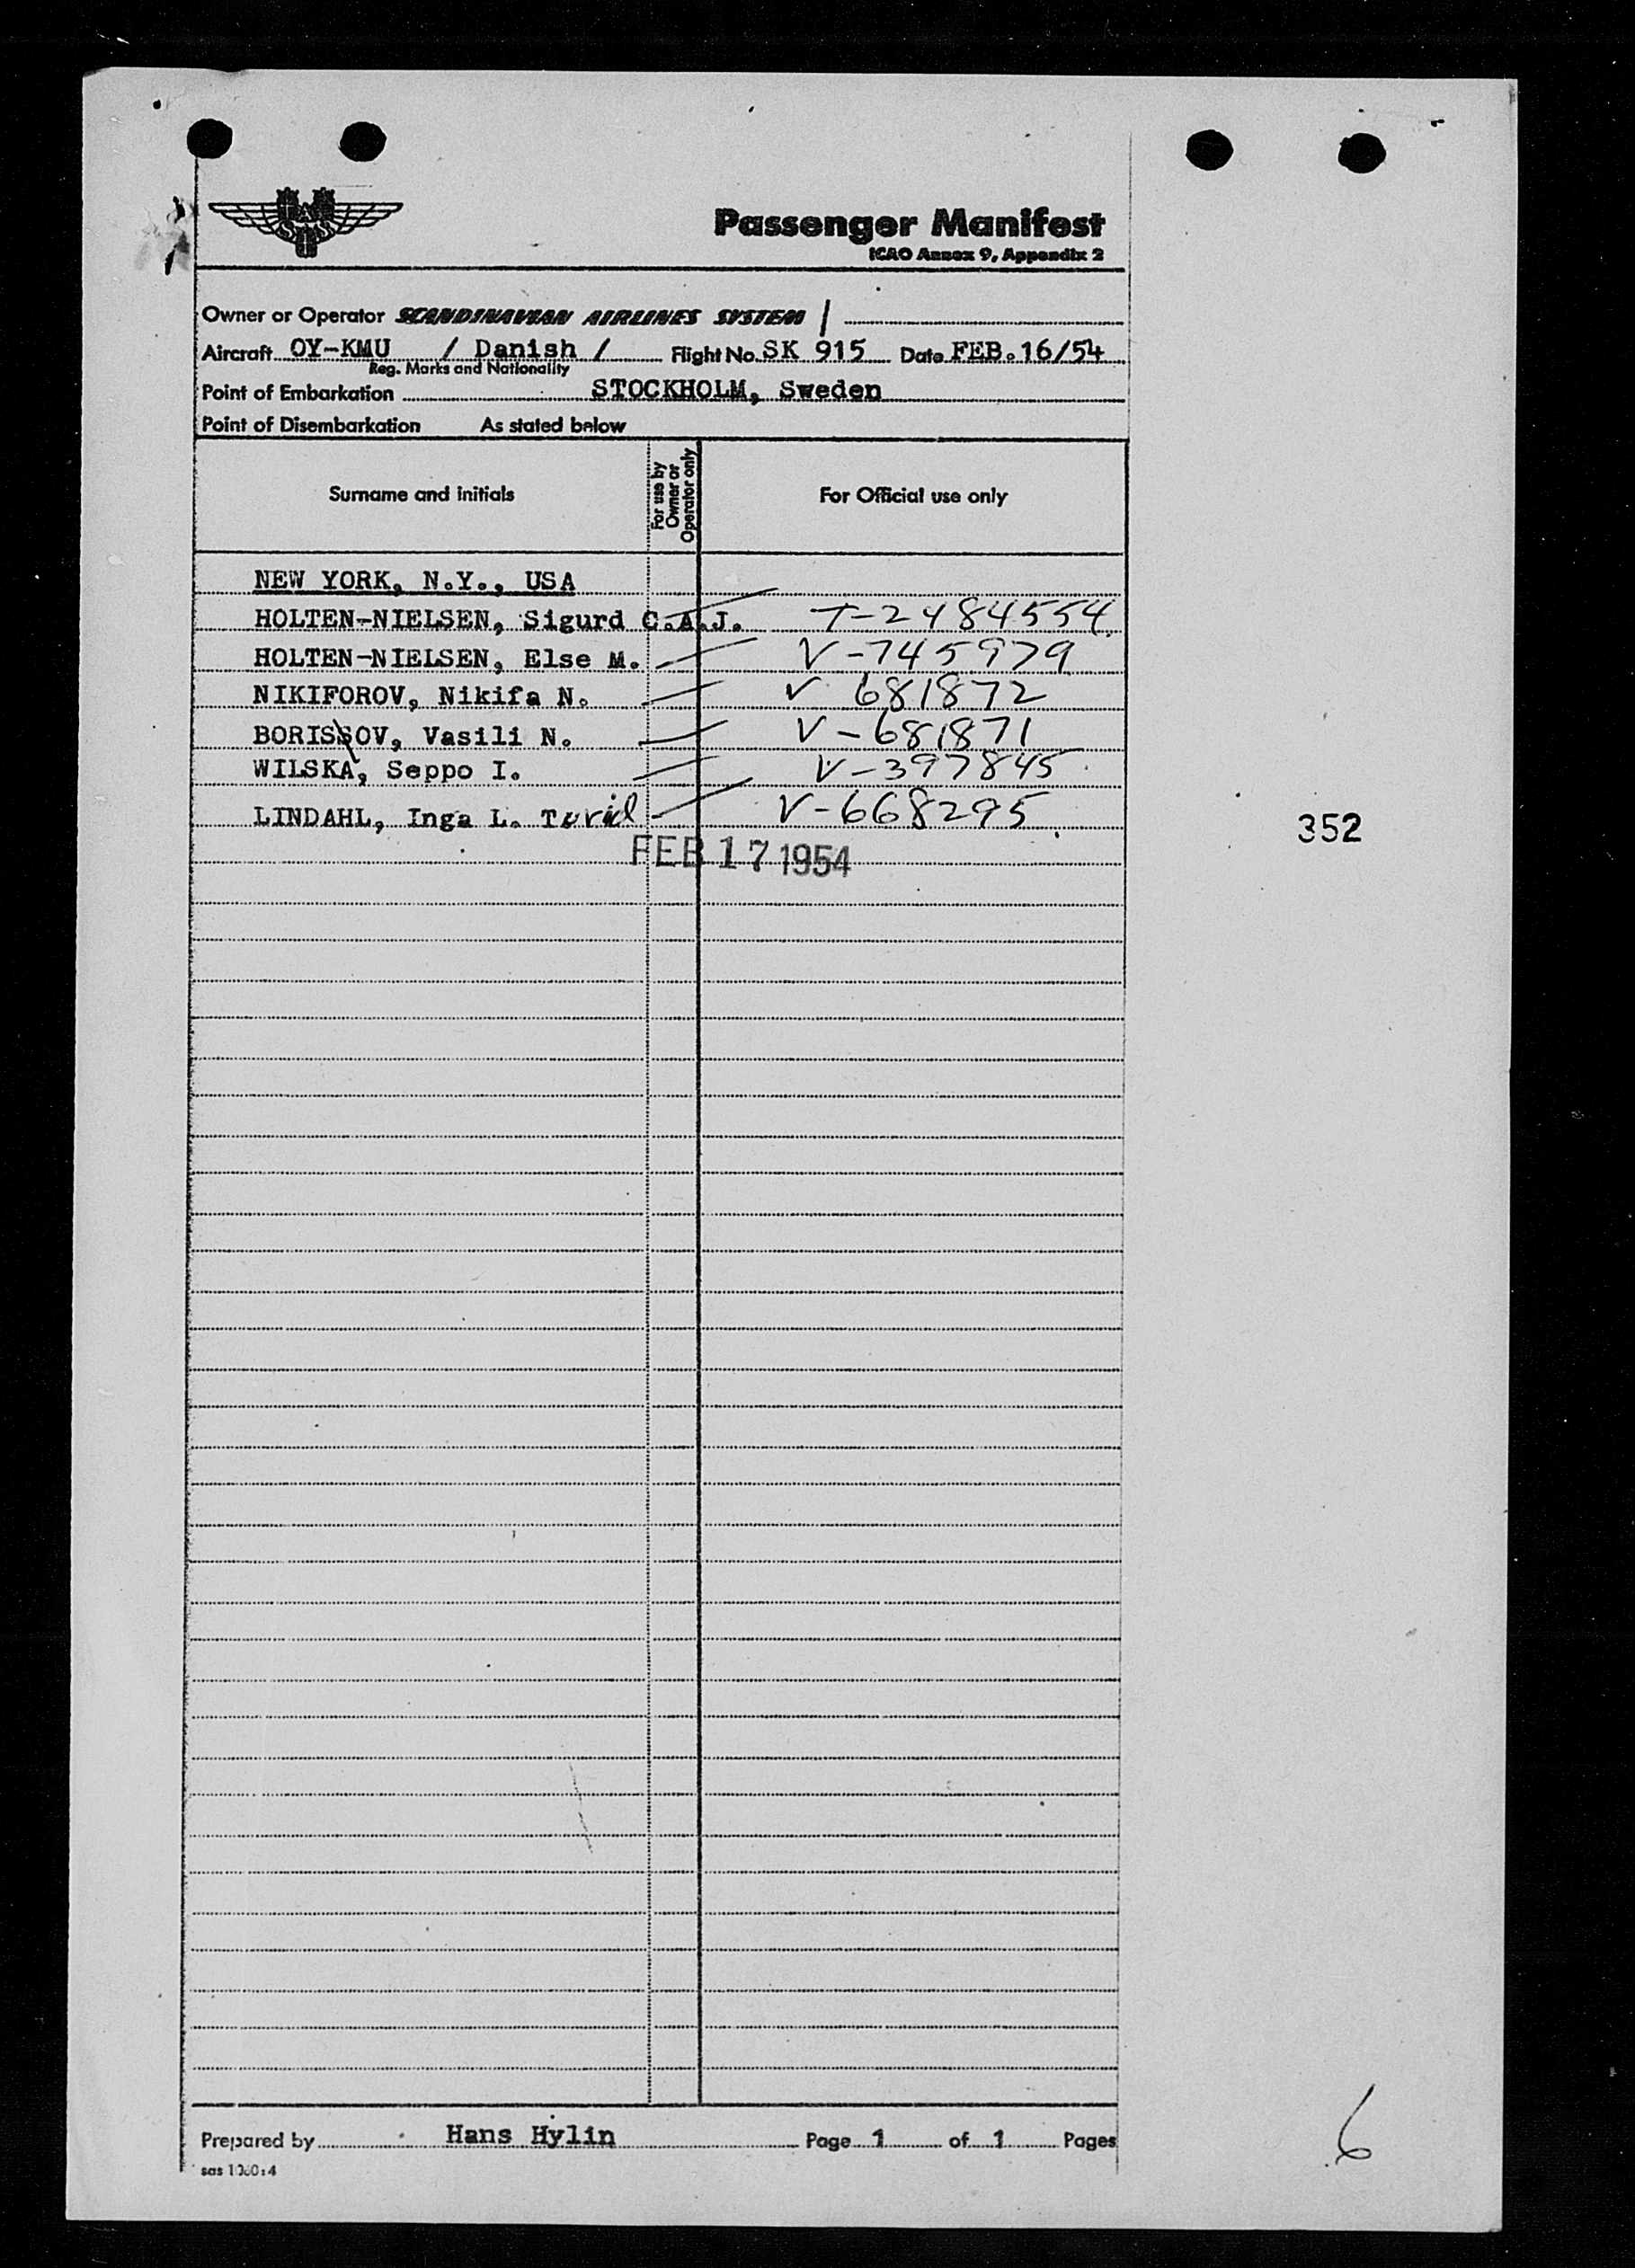 SAS
Passenger Manifest
ICAO Annex 9, Appendix 2
Owner or Operator SCANDINAVIAN AIRLINES SYSTEM /
Aircraft OY-KMU / Danish / Flight No. SK 915 Date FEB. 16/54
Reg. Marks and Nationality
Point of Embarkation STOCKHOLM, Sweden
Point of Disembarkation As stated below
Surname and initials For use by Owner or Operator only For Official use only
NEW YORK, N.Y., USA
HOLTEN-NIELSEN, Sigurd C.A.J. T-2484554
HOLTEN-NIELSEN, Else M. V-745979
NIKIFOROV, Nikifa N. V 681872
BORISSOV, Vasili N. V-681871
WILSKA, Seppo I. V-397845
LINDAHL, Inga L. V-668295
352
FEB 17 1954
Prepared by Hans Hylin Page 1 of 1 Pages
6